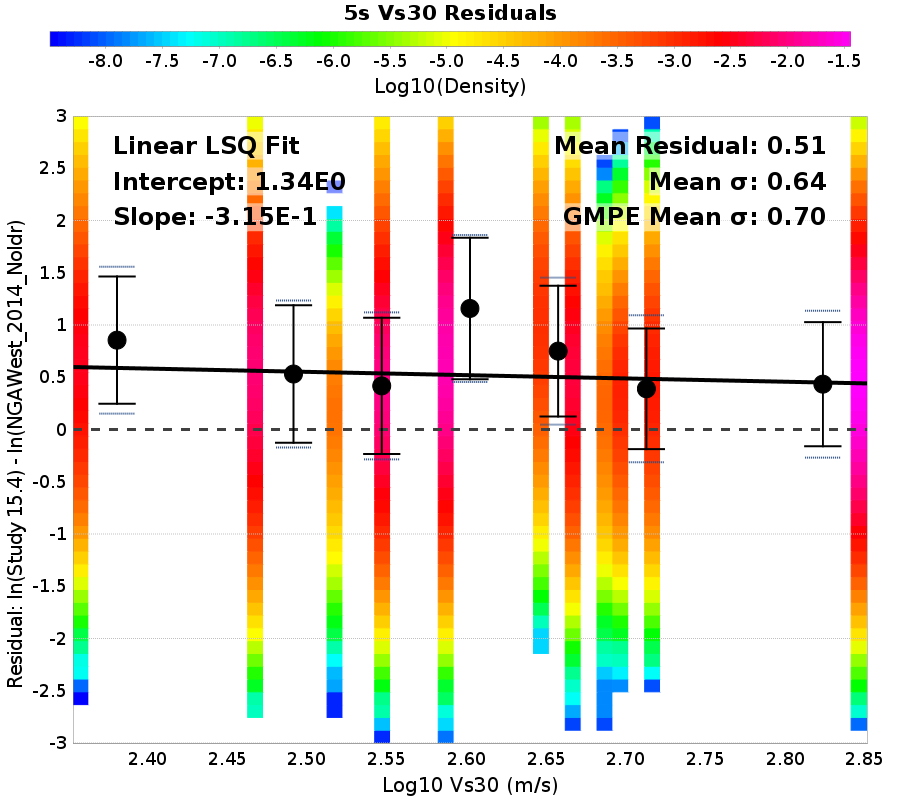 5s Vs30 Residuals
-8.0 -7.5 -7.0 -6.5 -6.0 -5.5 -5.0 -4.5 -4.0 -3.5 -3.0 -2.5 -2.0 -1.5
Log10(Density)
Linear LSQ Fit
Intercept: 1.34E0
Slope: -3.15E-1
Mean Residual: 0.51
Mean σ: 0.64
GMPE Mean σ: 0.70
Residual: ln(Study 15.4) - ln(NGAWest_2014_NoIdr)
3
2.5
2
1.5
1
0.5
0
-0.5
-1
-1.5
-2
-2.5
-3
2.40 2.45 2.50 2.55 2.60 2.65 2.70 2.75 2.80 2.85
Log10 Vs30 (m/s)